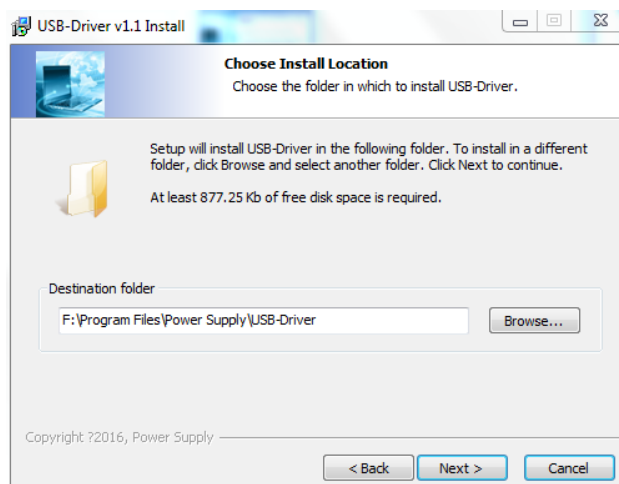 USB-Driver v1.1 Install
Choose Install Location
Choose the folder in which to install USB-Driver.
Setup will install USB-Driver in the following folder. To install in a different
folder, click Browse and select another folder. Click Next to continue.
At least 877.25 Kb of free disk space is required.
Destination folder
F:\Program Files\Power Supply\USB-Driver
Browse...
Copyright ?2016, Power Supply
< Back
Next >
Cancel